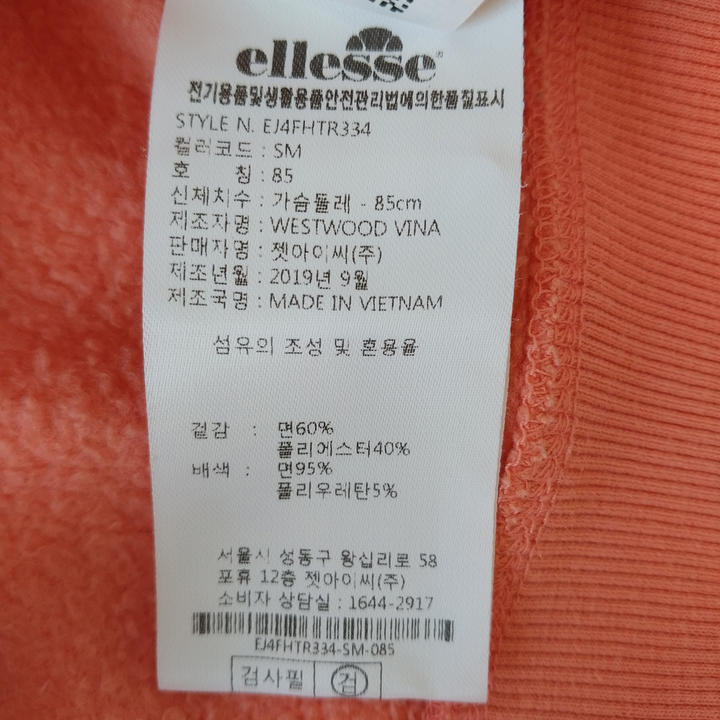 ellesse
전기용품및생활용품안전관리법에의한품질표시
STYLE N. EJ4FHTR334
컬러코드 : SM
호 칭 : 85
신체치수 : 가슴둘레 - 85cm
제조자명 : WESTWOOD VINA
판매자명 : 젯아이씨(주)
제조년월 : 2019년 9월
제조국명 : MADE IN VIETNAM
섬유의 조성 및 혼용율
겉감 : 면60%
폴리에스터40%
배색 : 면95%
폴리우레탄5%
서울시 성동구 왕십리로 58
포휴 12층 젯아이씨(주)
소비자 상담실 : 1644-2917
EJ4FHTR334-SM-085
검사필 검